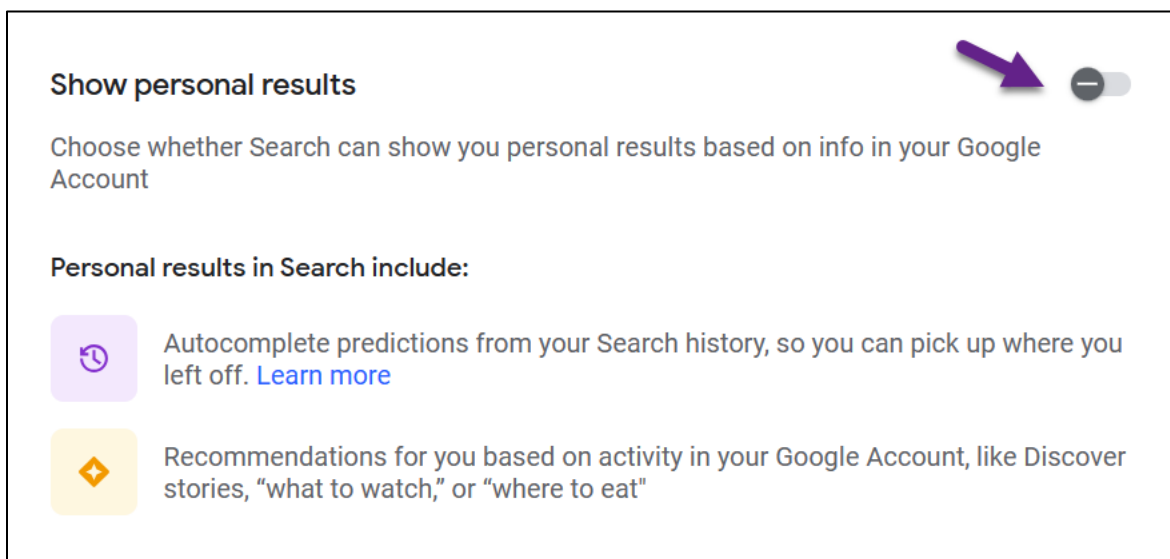 Show personal results
Choose whether Search can show you personal results based on info in your Google
Account
Personal results in Search include:
Autocomplete predictions from your Search history, so you can pick up where you
left off. Learn more
Recommendations for you based on activity in your Google Account, like Discover
stories, “what to watch,” or “where to eat"